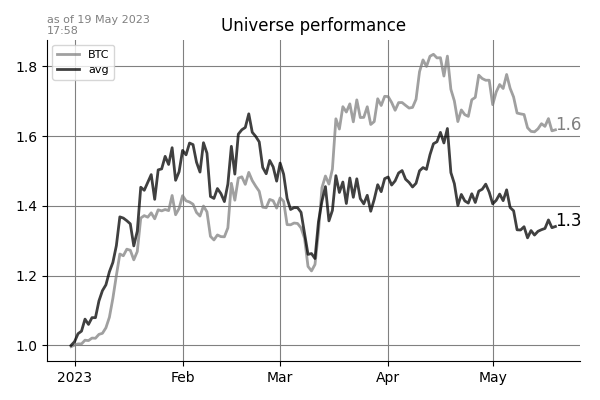 as of 19 May 2023
17:58
Universe performance
BTC
avg
1.8
1.6
1.4
1.2
1.0
1.6
1.3
2023 Feb Mar Apr May